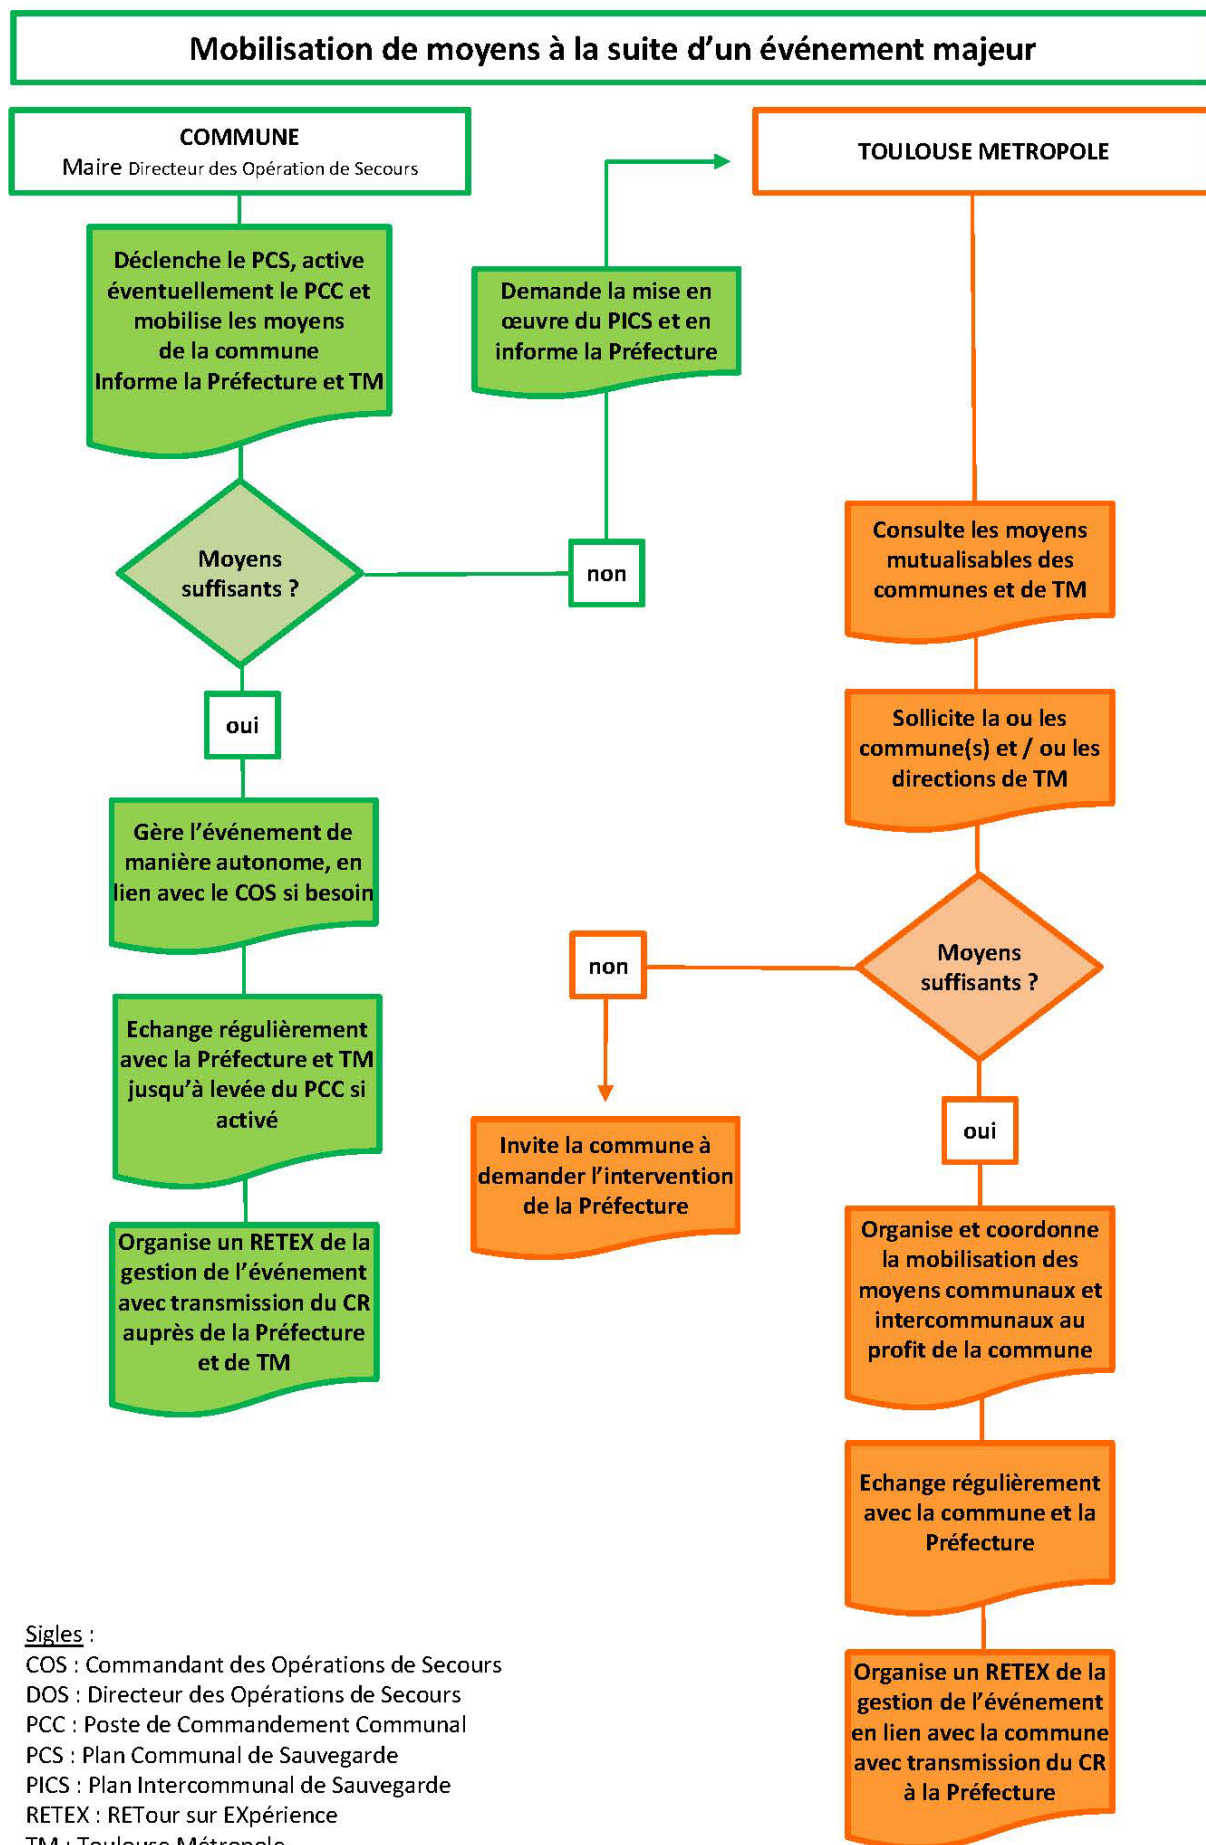 Mobilisation de moyens à la suite d’un événement majeur
COMMUNE
Maire Directeur des Opération de Secours
Déclenche le PCS, active
éventuellement le PCC et
mobilise les moyens
de la commune
Informe la Préfecture et TM
Moyens
suffisants ?
non
Demande la mise en
œuvre du PICS et en
informe la Préfecture
oui
Gère l’événement de
manière autonome, en
lien avec le COS si besoin
Echange régulièrement
avec la Préfecture et TM
jusqu’à levée du PCC si
activé
Organise un RETEX de la
gestion de l’événement
avec transmission du CR
auprès de la Préfecture
et de TM
TOULOUSE METROPOLE
Consulte les moyens
mutualisables des
communes et de TM
Sollicite la ou les
commune(s) et / ou les
directions de TM
Moyens
suffisants ?
non
Invite la commune à
demander l’intervention
de la Préfecture
oui
Organise et coordonne
la mobilisation des
moyens communaux et
intercommunaux au
profit de la commune
Echange régulièrement
avec la commune et la
Préfecture
Organise un RETEX de la
gestion de l’événement
en lien avec la commune
avec transmission du CR
à la Préfecture
Sigles :
COS : Commandant des Opérations de Secours
DOS : Directeur des Opérations de Secours
PCC : Poste de Commandement Communal
PCS : Plan Communal de Sauvegarde
PICS : Plan Intercommunal de Sauvegarde
RETEX : RETour sur EXpérience
TM : Toulouse Métropole